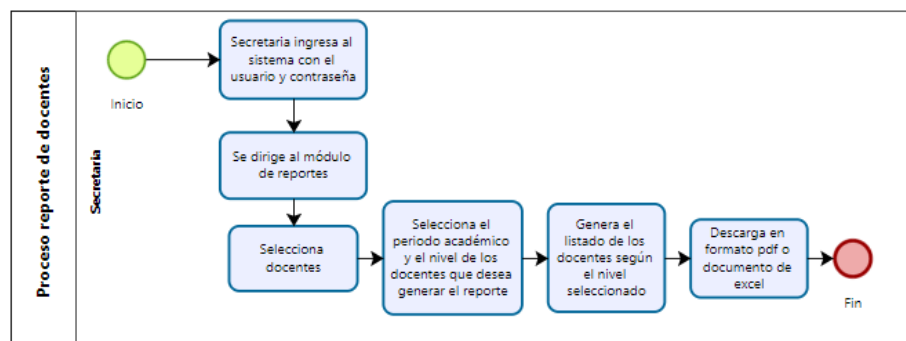 Proceso reporte de docentes
Secretaria
Inicio
Secretaria ingresa al
sistema con el
usuario y contraseña
Se dirige al módulo
de reportes
Selecciona
docentes
Selecciona el
periodo académico
y el nivel de los
docentes que desea
generar el reporte
Genera el
listado de los
docentes según
el nivel
seleccionado
Descarga en
formato pdf o
documento de
excel
Fin